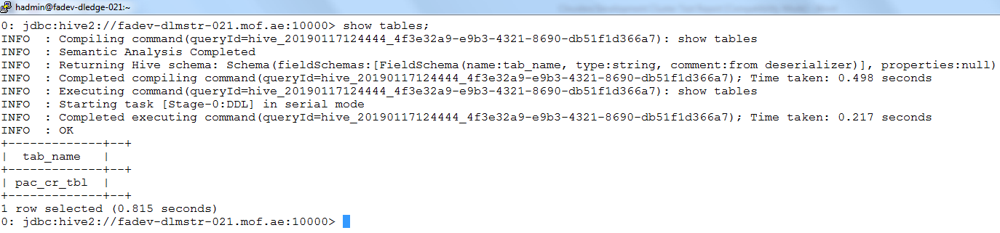 hadmin@fadev-dledge-021:~
0: jdbc:hive2://fadev-dlmstr-021.mof.ae:10000> show tables;
INFO  : Compiling command(queryId=hive_20190117124444_4f3e32a9-e9b3-4321-8690-db51f1d366a7): show tables
INFO  : Semantic Analysis Completed
INFO  : Returning Hive schema: Schema(fieldSchemas:[FieldSchema(name:tab_name, type:string, comment:from deserializer)], properties:null)
INFO  : Completed compiling command(queryId=hive_20190117124444_4f3e32a9-e9b3-4321-8690-db51f1d366a7); Time taken: 0.498 seconds
INFO  : Executing command(queryId=hive_20190117124444_4f3e32a9-e9b3-4321-8690-db51f1d366a7): show tables
INFO  : Starting task [Stage-0:DDL] in serial mode
INFO  : Completed executing command(queryId=hive_20190117124444_4f3e32a9-e9b3-4321-8690-db51f1d366a7); Time taken: 0.217 seconds
INFO  : OK
+-------------+--+
|  tab_name   |
+-------------+--+
| pac_cr_tbl  |
+-------------+--+
1 row selected (0.815 seconds)
0: jdbc:hive2://fadev-dlmstr-021.mof.ae:10000>